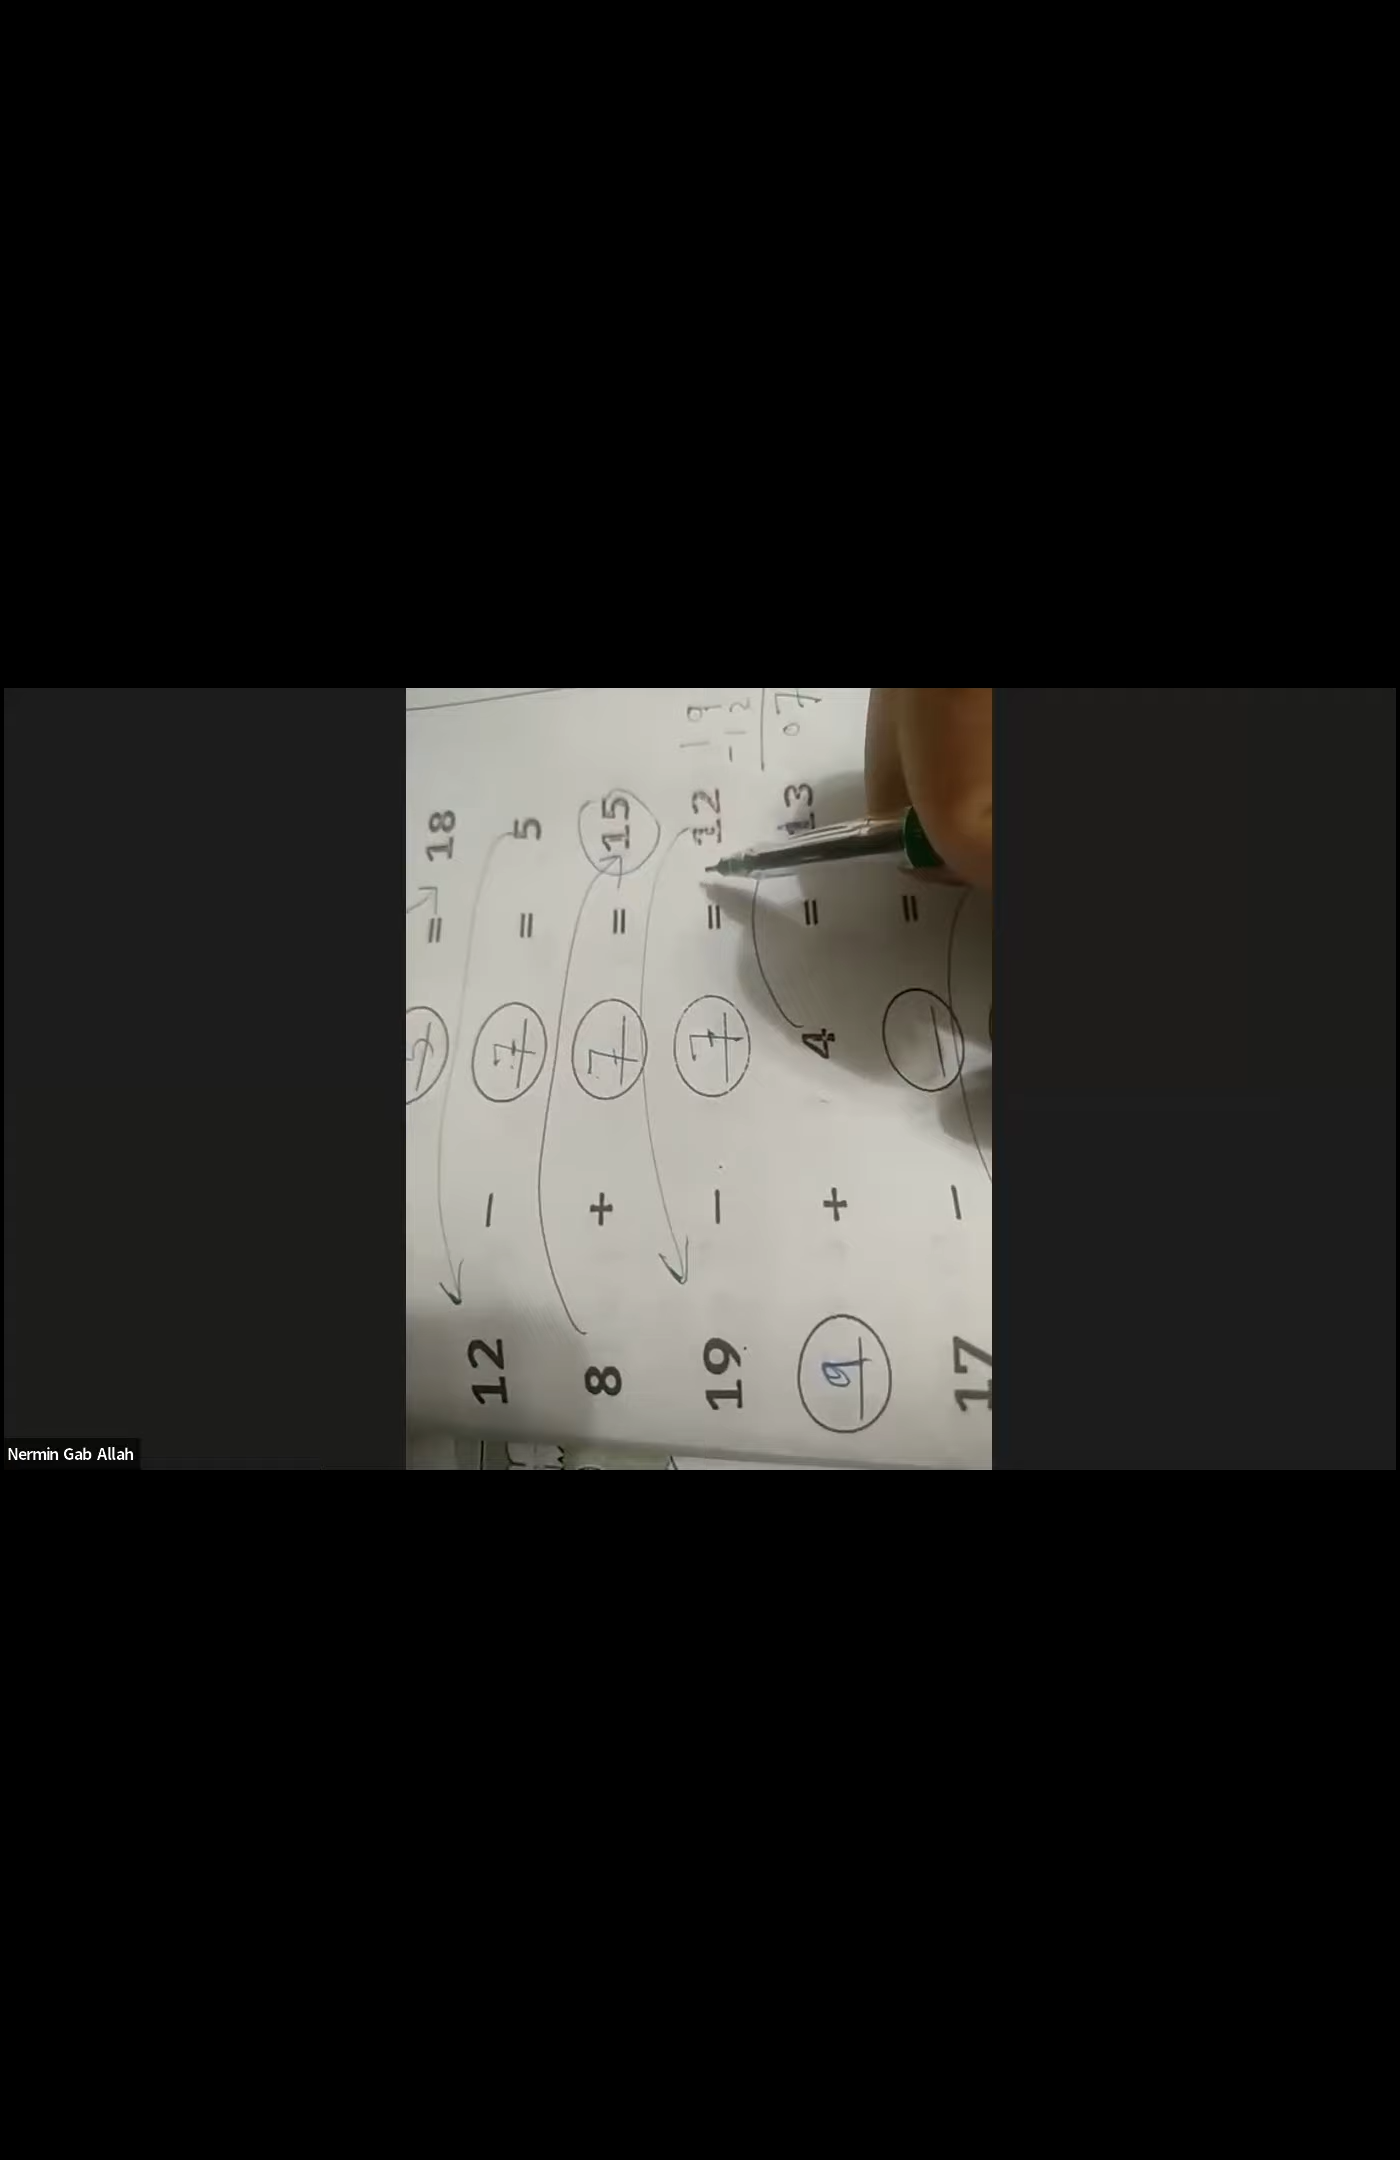 = 18
12 - 7 = 5
8 + 7 = 15
19 - 7 = 12
9 + 4 = 13
17 - =
19
-12
07
Nermin Gab Allah